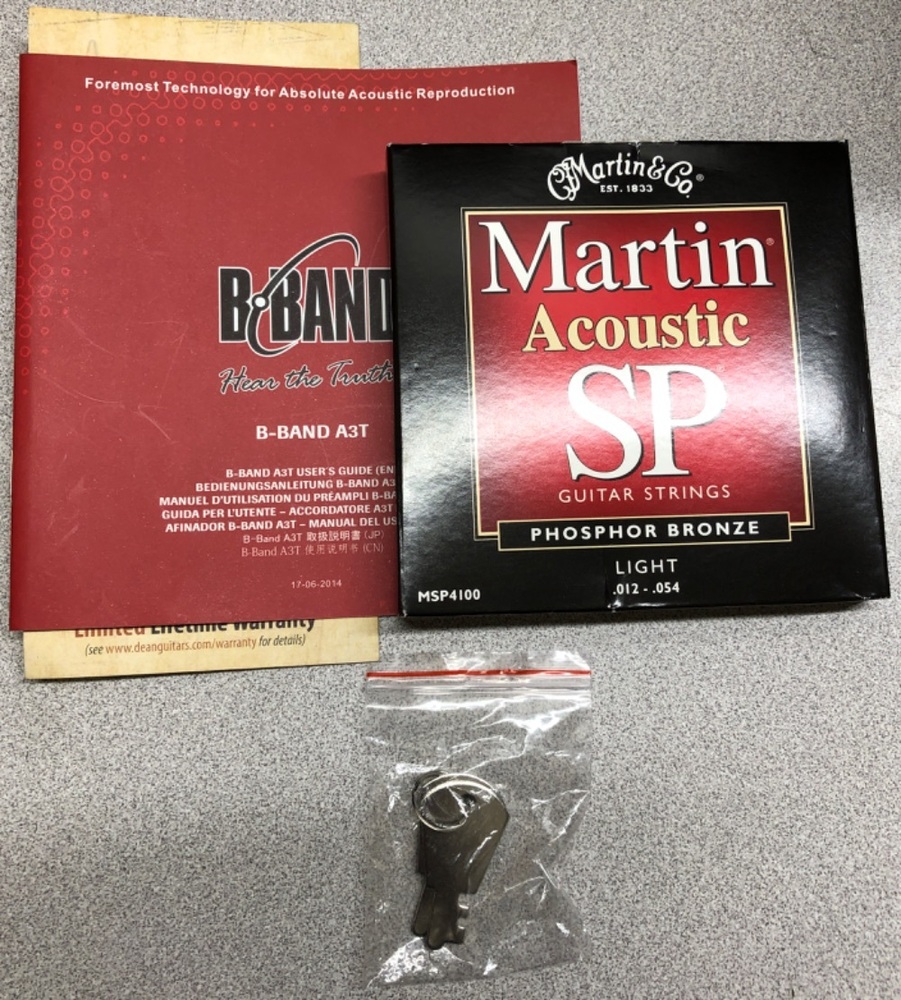 Foremost Technology for Absolute Acoustic Reproduction
B-BAND
Hear the Truth
B-BAND A3T
B-BAND A3T USER'S GUIDE (EN
BEDIENUNGSANLEITUNG B-BAND A3
MANUEL D'UTILISATION DU PRÉAMPLI B-BA
GUIDA PER L'UTENTE – ACCORDATORE A3T
AFINADOR B-BAND A3T – MANUAL DEL US
B-Band A3T 取扱説明書 (JP)
B-Band A3T 使用说明书 (CN)
17-06-2014
Limited Lifetime Warranty
(see www.deanguitars.com/warranty for details)
CF Martin & Co.®
EST. 1833
Martin®
Acoustic
SP
GUITAR STRINGS
PHOSPHOR BRONZE
LIGHT
.012 - .054
MSP4100